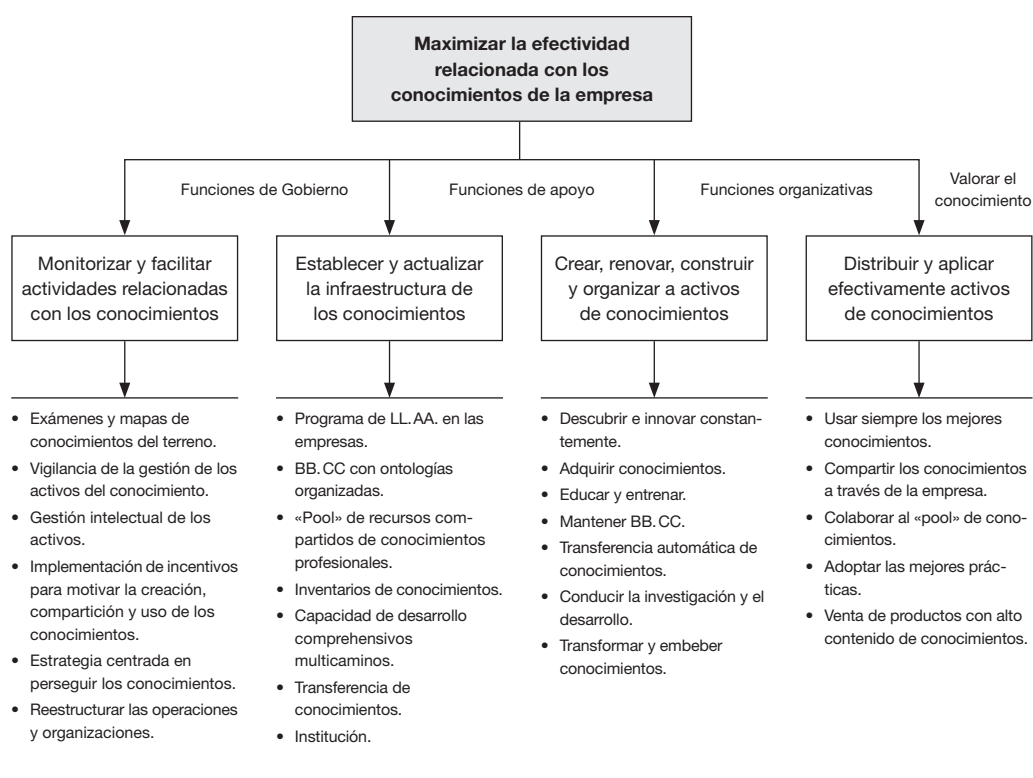 Maximizar la efectividad
relacionada con los
conocimientos de la empresa
Funciones de Gobierno
Funciones de apoyo
Funciones organizativas
Valorar el
conocimiento
Monitorizar y facilitar
actividades relacionadas
con los conocimientos
Establecer y actualizar
la infraestructura de
los conocimientos
Crear, renovar, construir
y organizar a activos
de conocimientos
Distribuir y aplicar
efectivamente activos
de conocimientos
• Exámenes y mapas de
conocimientos del terreno.
• Vigilancia de la gestión de los
activos del conocimiento.
• Gestión intelectual de los
activos.
• Implementación de incentivos
para motivar la creación,
compartición y uso de los
conocimientos.
• Estrategia centrada en
perseguir los conocimientos.
• Reestructurar las operaciones
y organizaciones.
• Programa de LL. AA. en las
empresas.
• BB. CC con ontologías
organizadas.
• «Pool» de recursos com-
partidos de conocimientos
profesionales.
• Inventarios de conocimientos.
• Capacidad de desarrollo
comprehensivos
multicaminos.
• Transferencia de
conocimientos.
• Institución.
• Descubrir e innovar constan-
temente.
• Adquirir conocimientos.
• Educar y entrenar.
• Mantener BB. CC.
• Transferencia automática de
conocimientos.
• Conducir la investigación y el
desarrollo.
• Transformar y embeber
conocimientos.
• Usar siempre los mejores
conocimientos.
• Compartir los conocimientos
a través de la empresa.
• Colaborar al «pool» de cono-
cimientos.
• Adoptar las mejores prác-
ticas.
• Venta de productos con alto
contenido de conocimientos.